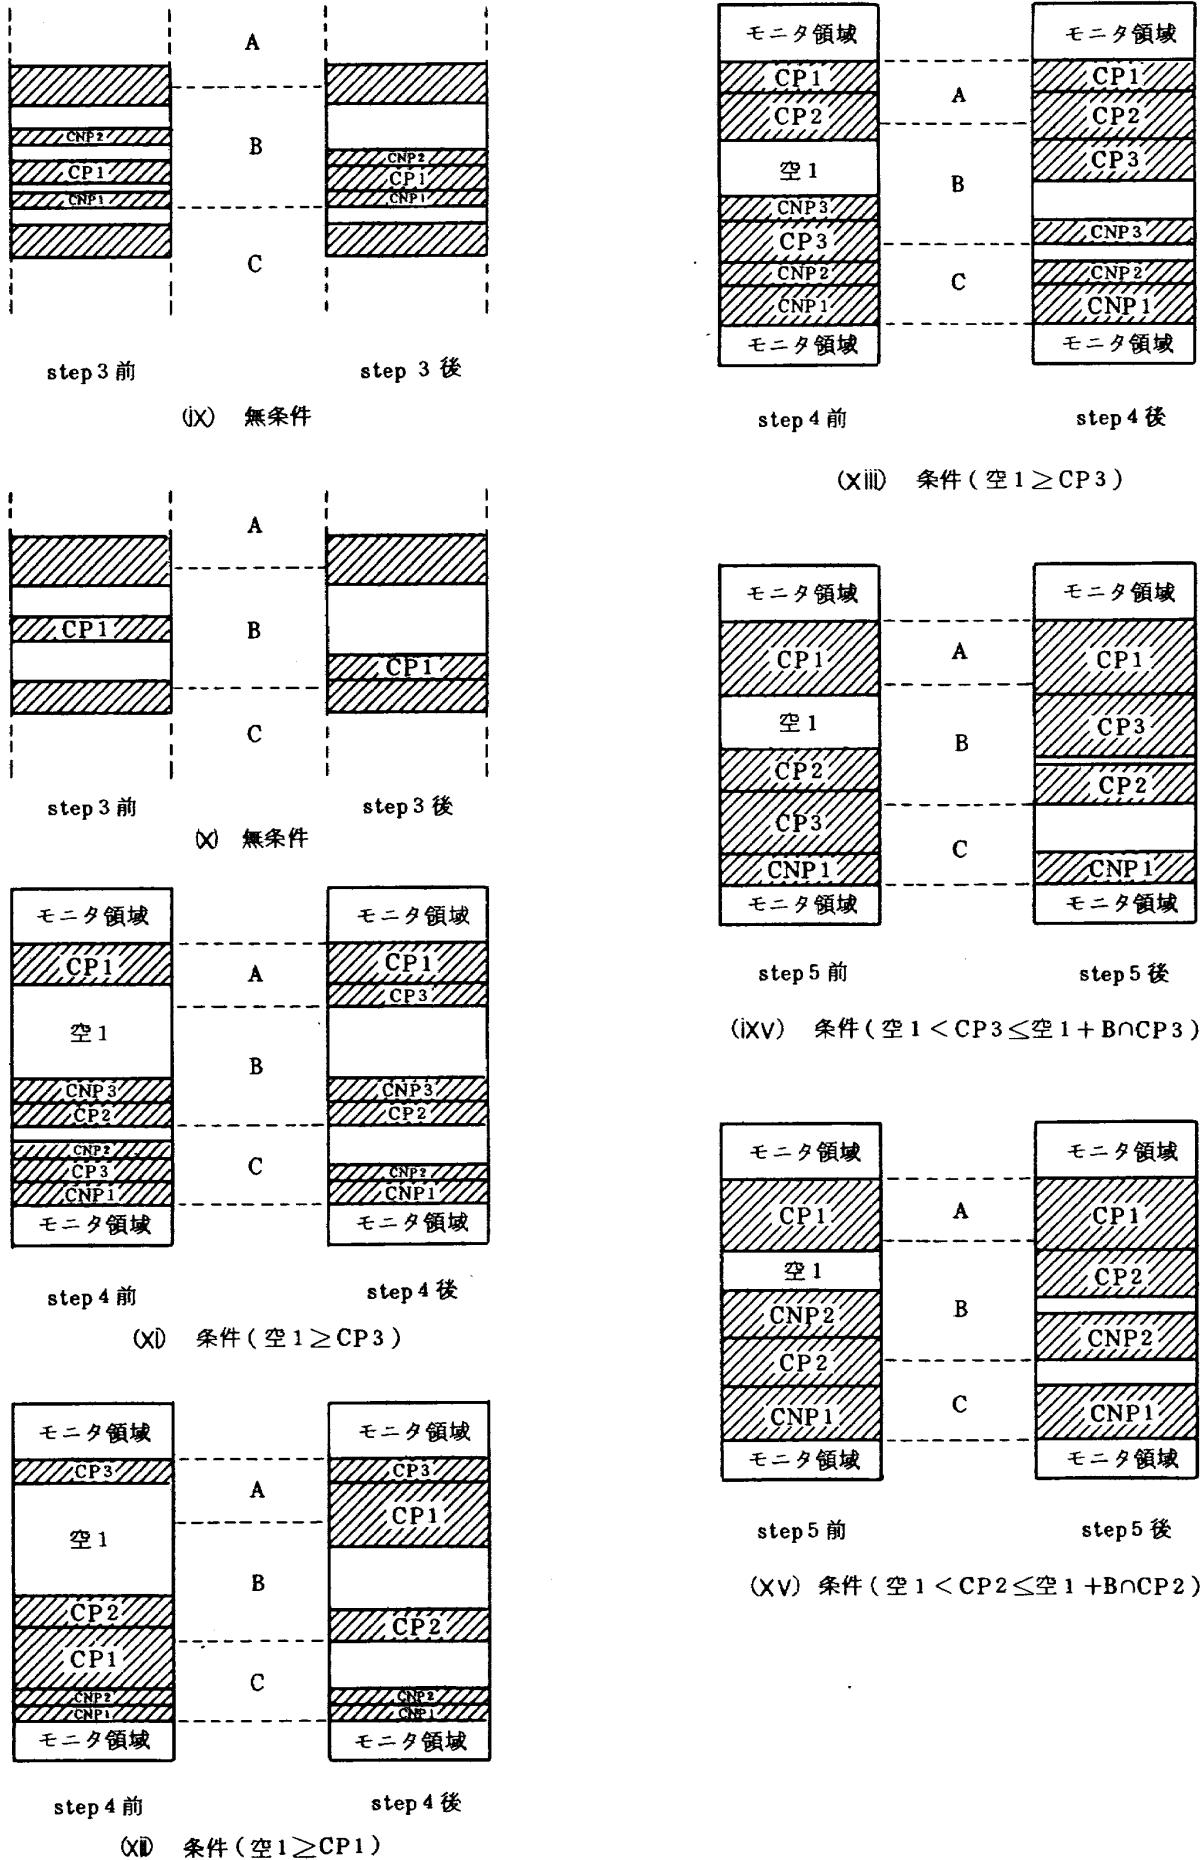 A
B
C
CNP2
CP1
CNP1
CNP2
CP1
CNP1
step 3 前
step 3 後
(ix) 無条件
A
B
C
CP1
CP1
step 3 前
step 3 後
(x) 無条件
モニタ領域
CP1
空1
CNP3
CP2
CNP2
CP3
CNP1
モニタ領域
A
B
C
モニタ領域
CP1
CP3
CNP3
CP2
CNP2
CNP1
モニタ領域
step 4 前
step 4 後
(xi) 条件(空1≥CP3)
モニタ領域
CP3
空1
CP2
CP1
CNP2
CNP1
モニタ領域
A
B
C
モニタ領域
CP3
CP1
CP2
CNP2
CNP1
モニタ領域
step 4 前
step 4 後
(xii) 条件(空1≥CP1)
モニタ領域
CP1
CP2
空1
CNP3
CP3
CNP2
CNP1
モニタ領域
A
B
C
モニタ領域
CP1
CP2
CP3
CNP3
CNP2
CNP1
モニタ領域
step 4 前
step 4 後
(xiii) 条件(空1≥CP3)
モニタ領域
CP1
空1
CP2
CP3
CNP1
モニタ領域
A
B
C
モニタ領域
CP1
CP3
CP2
CNP1
モニタ領域
step 5 前
step 5 後
(ixv) 条件(空1<CP3≤空1+B∩CP3)
モニタ領域
CP1
空1
CNP2
CP2
CNP1
モニタ領域
A
B
C
モニタ領域
CP1
CP2
CNP2
CNP1
モニタ領域
step 5 前
step 5 後
(xv) 条件(空1<CP2≤空1+B∩CP2)